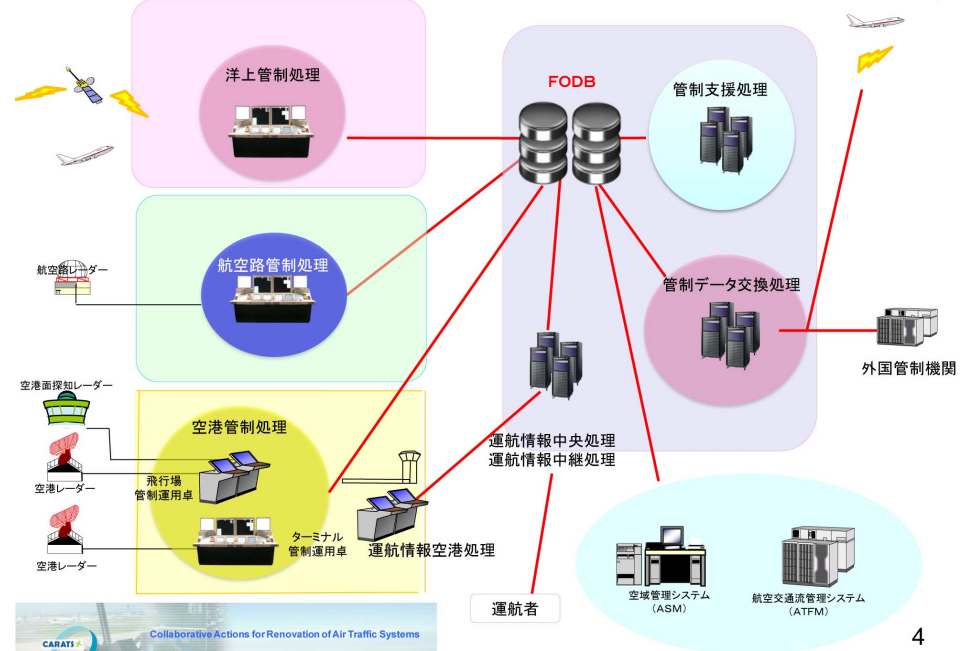 洋上管制処理
FODB
管制支援処理
航空路レーダー
航空路管制処理
管制データ交換処理
外国管制機関
空港面探知レーダー
空港管制処理
飛行場
管制運用卓
空港レーダー
運航情報中央処理
運航情報中継処理
ターミナル
管制運用卓
運航情報空港処理
空港レーダー
空域管理システム
（ASM）
航空交通流管理システム
（ATFM）
運航者
CARATS
Collaborative Actions for Renovation of Air Traffic Systems
4